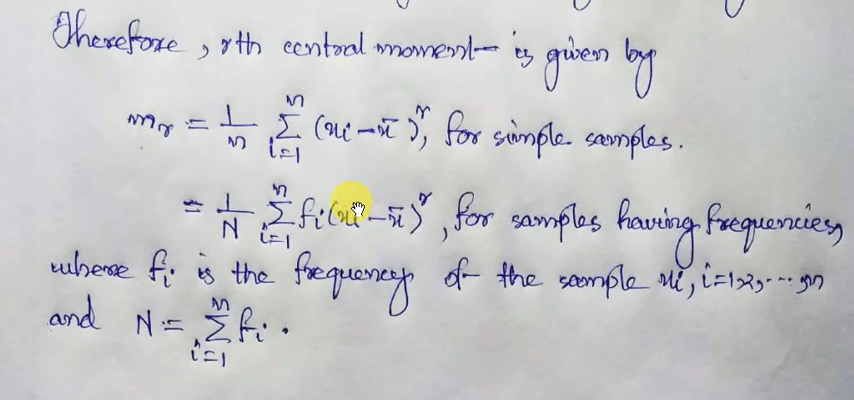 Therefore, rth central moment is given by
m_r = 1/n Σ_{i=1}^{n} (x_i - x̄)^r, for simple samples.
= 1/N Σ_{i=1}^{n} f_i (x_i - x̄)^r, for samples having frequencies,
where f_i is the frequency of the sample x_i, i=1,2,...,n
and N = Σ_{i=1}^{n} f_i.